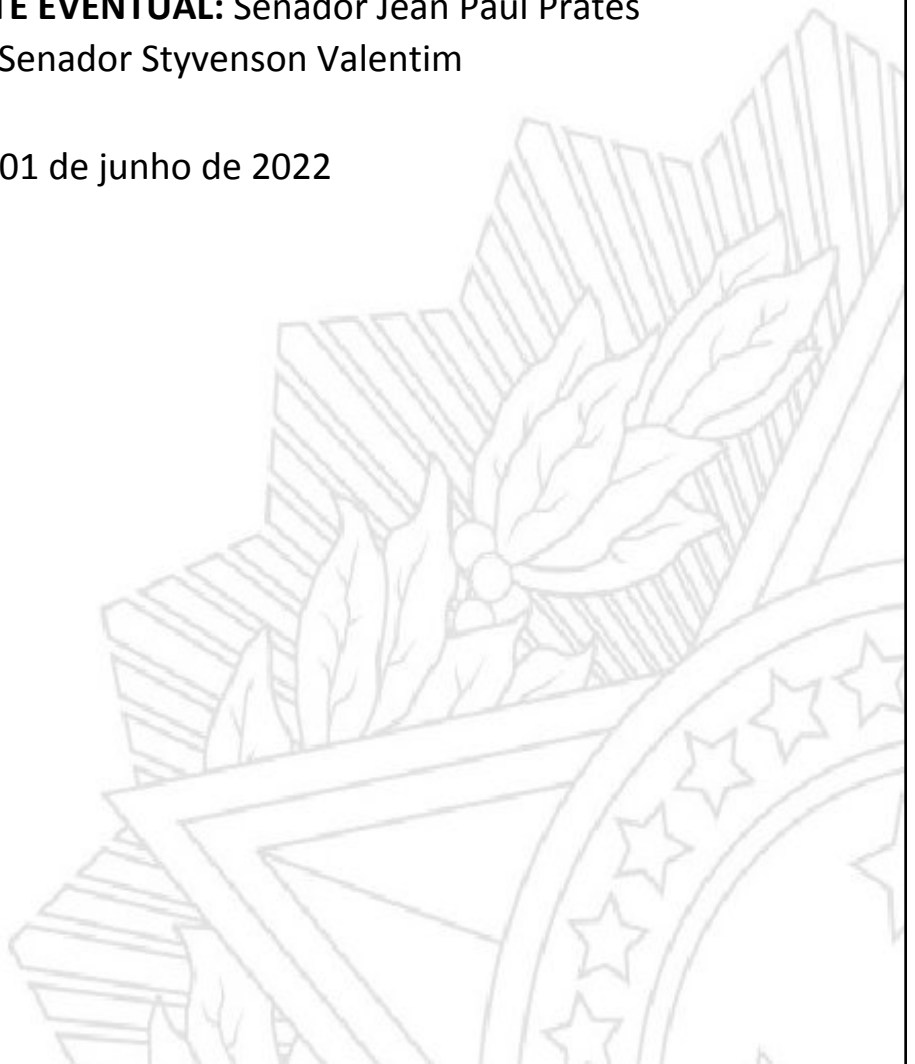 TE EVENTUAL: Senador Jean Paul Prates
Senador Styvenson Valentim
01 de junho de 2022